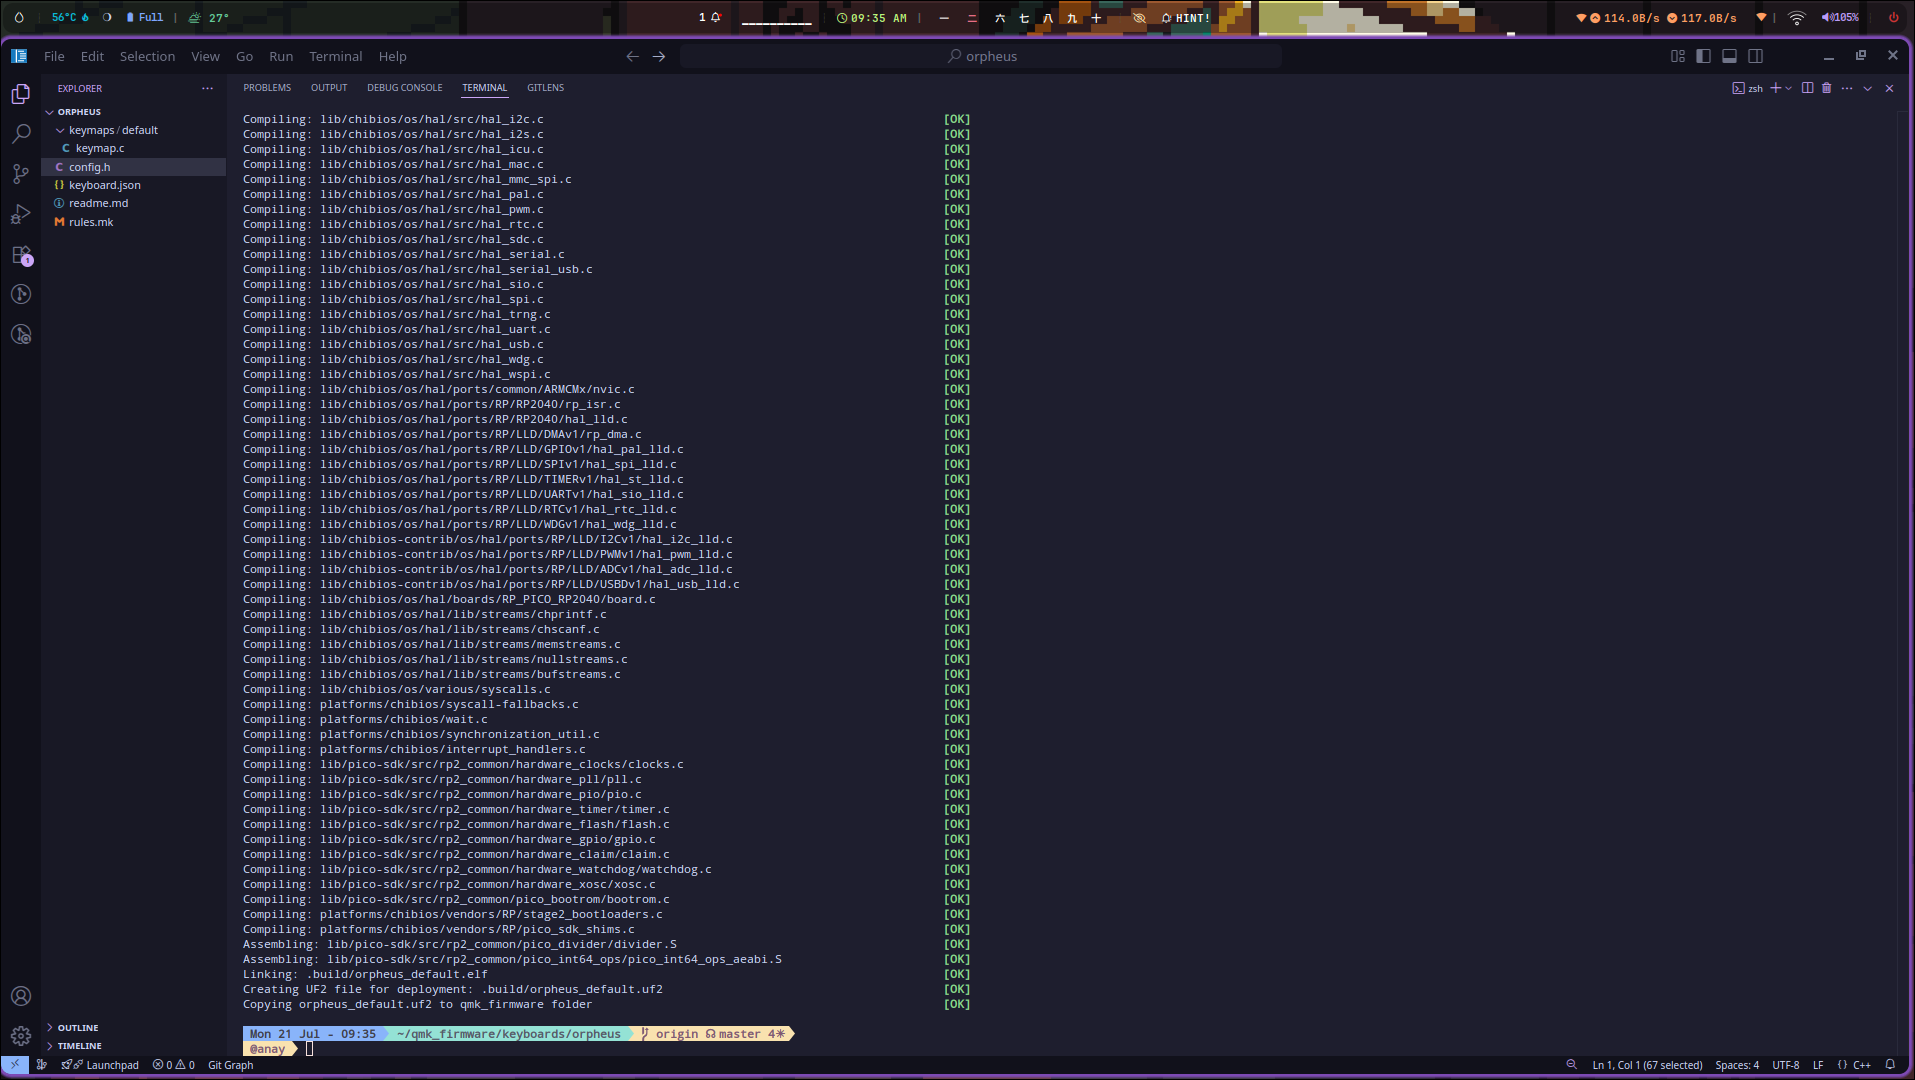 56°C Full 27° 1 09:35 AM 一 二 六 七 八 九 十 HINT! 114.0B/s 117.0B/s 105%
File Edit Selection View Go Run Terminal Help orpheus
EXPLORER ··· PROBLEMS OUTPUT DEBUG CONSOLE TERMINAL GITLENS zsh
ORPHEUS
keymaps / default
C keymap.c
C config.h
{} keyboard.json
readme.md
M rules.mk
1
Compiling: lib/chibios/os/hal/src/hal_i2c.c [OK]
Compiling: lib/chibios/os/hal/src/hal_i2s.c [OK]
Compiling: lib/chibios/os/hal/src/hal_icu.c [OK]
Compiling: lib/chibios/os/hal/src/hal_mac.c [OK]
Compiling: lib/chibios/os/hal/src/hal_mmc_spi.c [OK]
Compiling: lib/chibios/os/hal/src/hal_pal.c [OK]
Compiling: lib/chibios/os/hal/src/hal_pwm.c [OK]
Compiling: lib/chibios/os/hal/src/hal_rtc.c [OK]
Compiling: lib/chibios/os/hal/src/hal_sdc.c [OK]
Compiling: lib/chibios/os/hal/src/hal_serial.c [OK]
Compiling: lib/chibios/os/hal/src/hal_serial_usb.c [OK]
Compiling: lib/chibios/os/hal/src/hal_sio.c [OK]
Compiling: lib/chibios/os/hal/src/hal_spi.c [OK]
Compiling: lib/chibios/os/hal/src/hal_trng.c [OK]
Compiling: lib/chibios/os/hal/src/hal_uart.c [OK]
Compiling: lib/chibios/os/hal/src/hal_usb.c [OK]
Compiling: lib/chibios/os/hal/src/hal_wdg.c [OK]
Compiling: lib/chibios/os/hal/src/hal_wspi.c [OK]
Compiling: lib/chibios/os/hal/ports/common/ARMCMx/nvic.c [OK]
Compiling: lib/chibios/os/hal/ports/RP/RP2040/rp_isr.c [OK]
Compiling: lib/chibios/os/hal/ports/RP/RP2040/hal_lld.c [OK]
Compiling: lib/chibios/os/hal/ports/RP/LLD/DMAv1/rp_dma.c [OK]
Compiling: lib/chibios/os/hal/ports/RP/LLD/GPIOv1/hal_pal_lld.c [OK]
Compiling: lib/chibios/os/hal/ports/RP/LLD/SPIv1/hal_spi_lld.c [OK]
Compiling: lib/chibios/os/hal/ports/RP/LLD/TIMERv1/hal_st_lld.c [OK]
Compiling: lib/chibios/os/hal/ports/RP/LLD/UARTv1/hal_sio_lld.c [OK]
Compiling: lib/chibios/os/hal/ports/RP/LLD/RTCv1/hal_rtc_lld.c [OK]
Compiling: lib/chibios/os/hal/ports/RP/LLD/WDGv1/hal_wdg_lld.c [OK]
Compiling: lib/chibios-contrib/os/hal/ports/RP/LLD/I2Cv1/hal_i2c_lld.c [OK]
Compiling: lib/chibios-contrib/os/hal/ports/RP/LLD/PWMv1/hal_pwm_lld.c [OK]
Compiling: lib/chibios-contrib/os/hal/ports/RP/LLD/ADCv1/hal_adc_lld.c [OK]
Compiling: lib/chibios-contrib/os/hal/ports/RP/LLD/USBDv1/hal_usb_lld.c [OK]
Compiling: lib/chibios/os/hal/boards/RP_PICO_RP2040/board.c [OK]
Compiling: lib/chibios/os/hal/lib/streams/chprintf.c [OK]
Compiling: lib/chibios/os/hal/lib/streams/chscanf.c [OK]
Compiling: lib/chibios/os/hal/lib/streams/memstreams.c [OK]
Compiling: lib/chibios/os/hal/lib/streams/nullstreams.c [OK]
Compiling: lib/chibios/os/hal/lib/streams/bufstreams.c [OK]
Compiling: lib/chibios/os/various/syscalls.c [OK]
Compiling: platforms/chibios/syscall-fallbacks.c [OK]
Compiling: platforms/chibios/wait.c [OK]
Compiling: platforms/chibios/synchronization_util.c [OK]
Compiling: platforms/chibios/interrupt_handlers.c [OK]
Compiling: lib/pico-sdk/src/rp2_common/hardware_clocks/clocks.c [OK]
Compiling: lib/pico-sdk/src/rp2_common/hardware_pll/pll.c [OK]
Compiling: lib/pico-sdk/src/rp2_common/hardware_pio/pio.c [OK]
Compiling: lib/pico-sdk/src/rp2_common/hardware_timer/timer.c [OK]
Compiling: lib/pico-sdk/src/rp2_common/hardware_flash/flash.c [OK]
Compiling: lib/pico-sdk/src/rp2_common/hardware_gpio/gpio.c [OK]
Compiling: lib/pico-sdk/src/rp2_common/hardware_claim/claim.c [OK]
Compiling: lib/pico-sdk/src/rp2_common/hardware_watchdog/watchdog.c [OK]
Compiling: lib/pico-sdk/src/rp2_common/hardware_xosc/xosc.c [OK]
Compiling: lib/pico-sdk/src/rp2_common/pico_bootrom/bootrom.c [OK]
Compiling: platforms/chibios/vendors/RP/stage2_bootloaders.c [OK]
Compiling: platforms/chibios/vendors/RP/pico_sdk_shims.c [OK]
Assembling: lib/pico-sdk/src/rp2_common/pico_divider/divider.S [OK]
Assembling: lib/pico-sdk/src/rp2_common/pico_int64_ops/pico_int64_ops_aeabi.S [OK]
Linking: .build/orpheus_default.elf [OK]
Creating UF2 file for deployment: .build/orpheus_default.uf2 [OK]
Copying orpheus_default.uf2 to qmk_firmware folder [OK]
Mon 21 Jul - 09:35 ~/qmk_firmware/keyboards/orpheus origin master 4*
@anay
OUTLINE
TIMELINE
Launchpad 0 0 Git Graph Ln 1, Col 1 (67 selected) Spaces: 4 UTF-8 LF {} C++